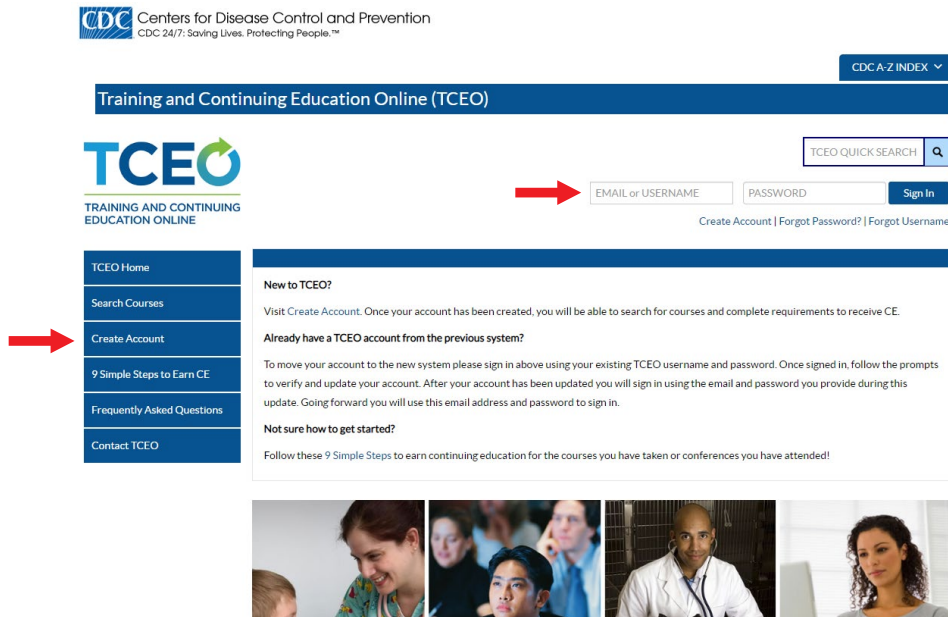 CDC Centers for Disease Control and Prevention
CDC 24/7: Saving Lives. Protecting People.™
CDC A-Z INDEX
Training and Continuing Education Online (TCEO)
TCEO
TRAINING AND CONTINUING
EDUCATION ONLINE
TCEO QUICK SEARCH
EMAIL or USERNAME PASSWORD Sign In
Create Account | Forgot Password? | Forgot Username
TCEO Home
Search Courses
Create Account
9 Simple Steps to Earn CE
Frequently Asked Questions
Contact TCEO
New to TCEO?
Visit Create Account. Once your account has been created, you will be able to search for courses and complete requirements to receive CE.
Already have a TCEO account from the previous system?
To move your account to the new system please sign in above using your existing TCEO username and password. Once signed in, follow the prompts
to verify and update your account. After your account has been updated you will sign in using the email and password you provide during this
update. Going forward you will use this email address and password to sign in.
Not sure how to get started?
Follow these 9 Simple Steps to earn continuing education for the courses you have taken or conferences you have attended!